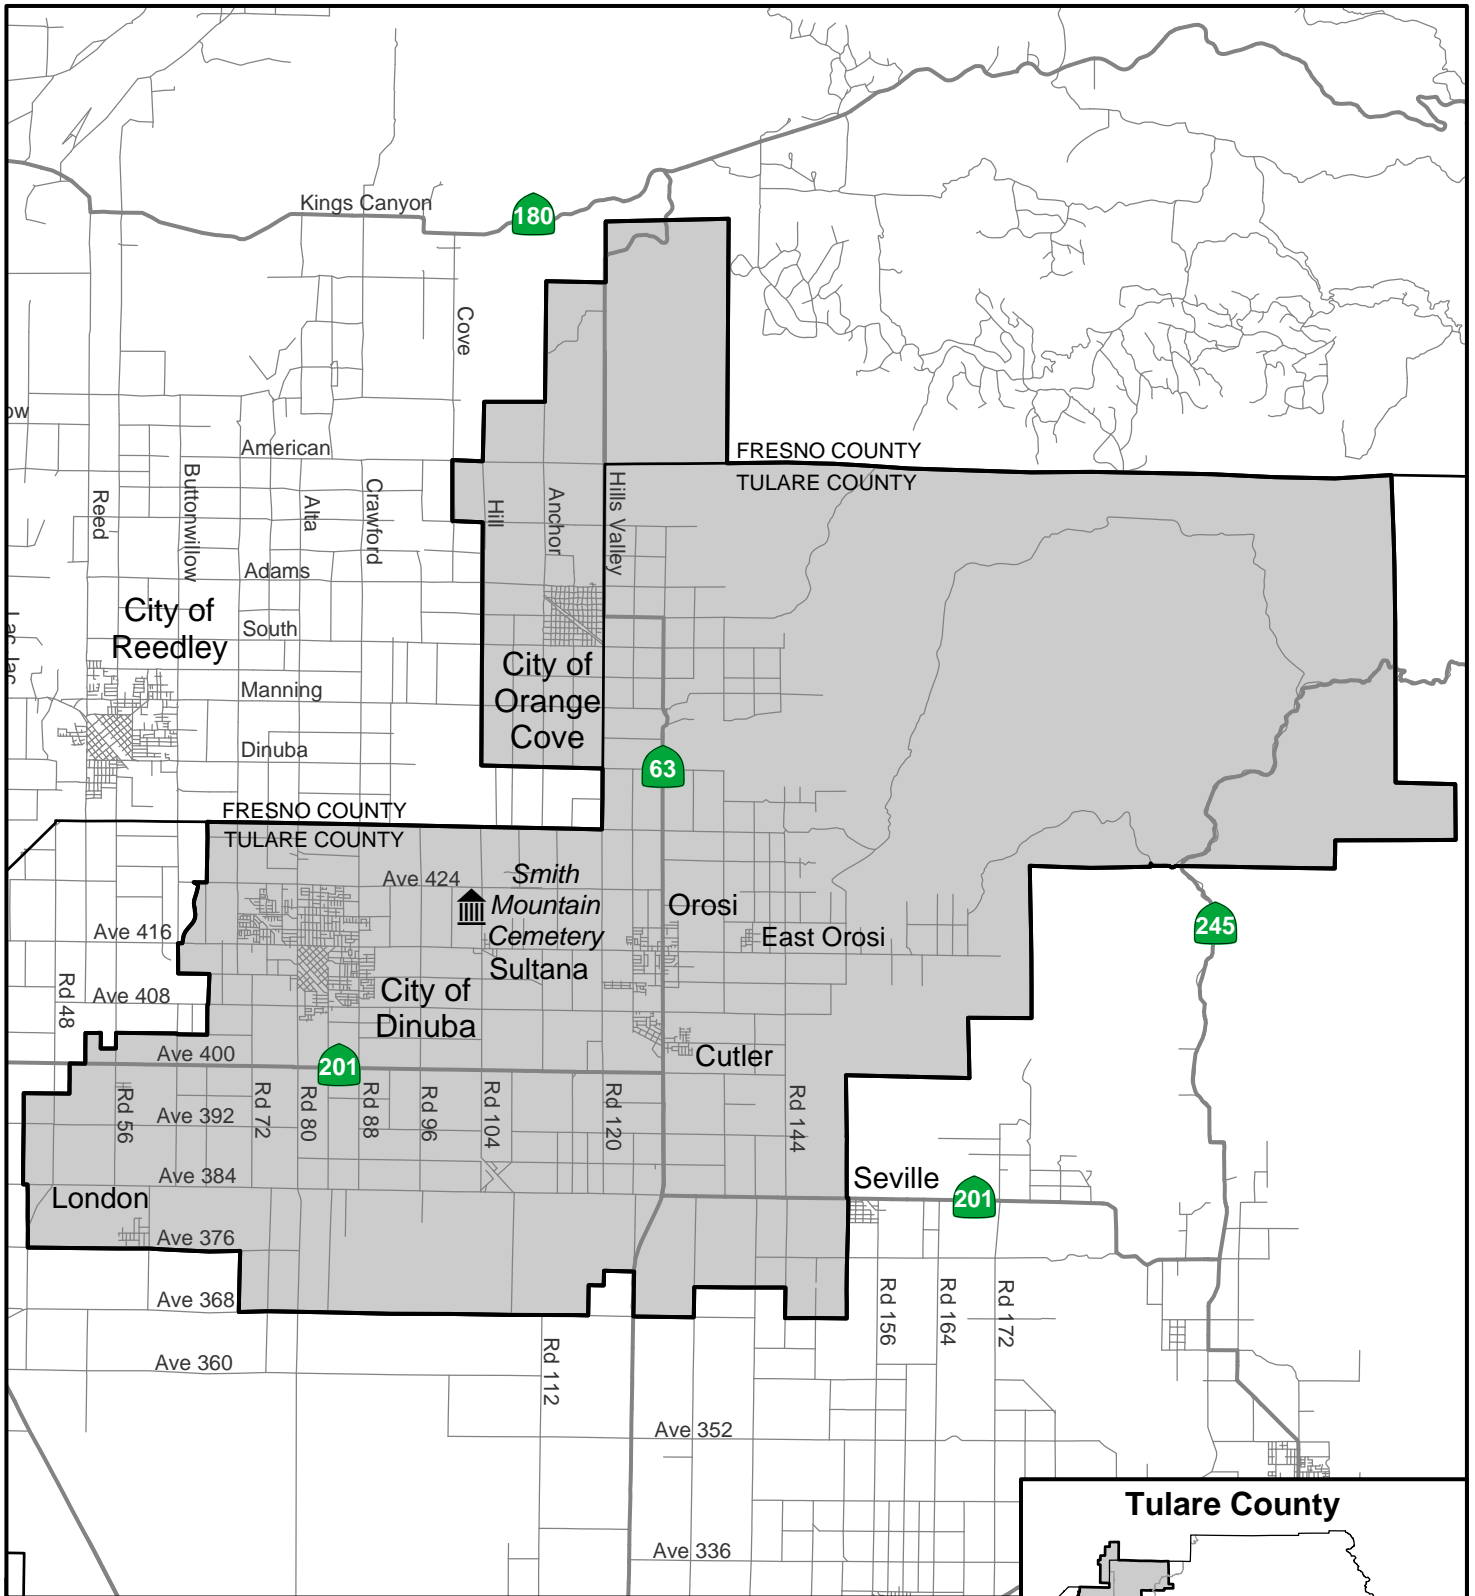 Kings Canyon
180
Cove
FRESNO COUNTY
TULARE COUNTY
American
Reed
Buttonwillow
Alta
Crawford
Hill
Anchor
Hills Valley
Adams
City of
Reedley
South
City of
Orange
Cove
Manning
Dinuba
63
FRESNO COUNTY
TULARE COUNTY
Ave 424
Smith
Mountain
Cemetery
Sultana
Orosi
East Orosi
245
Ave 416
Rd 48
Ave 408
City of
Dinuba
Ave 400
201
Cutler
Rd 56
Ave 392
Rd 72
Rd 80
Rd 88
Rd 96
Rd 104
Rd 120
Rd 144
Ave 384
London
Seville
201
Ave 376
Ave 368
Rd 156
Rd 164
Rd 172
Ave 360
Rd 112
Ave 352
Ave 336
Tulare County